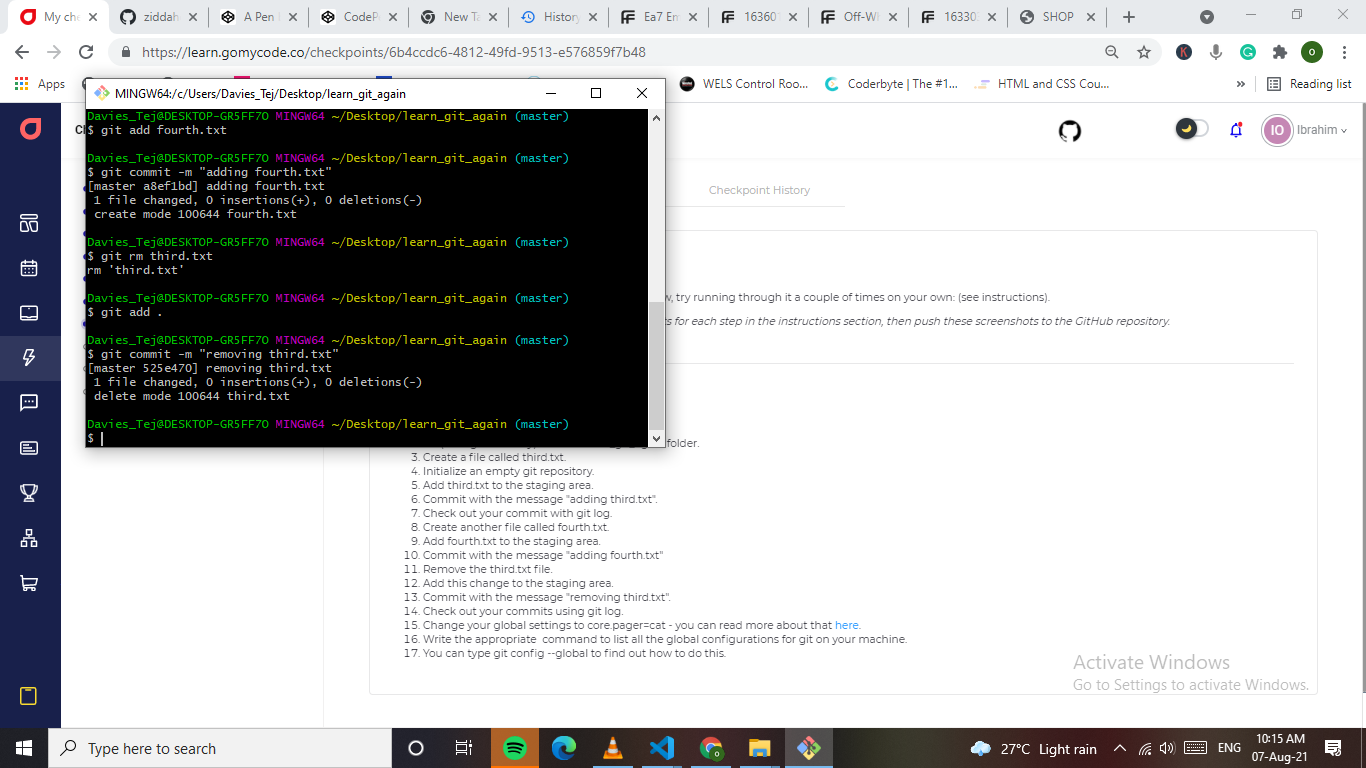 My che
ziddah
A Pen
CodePe
New Ta
History
Ea7 Em
16360
Off-Wh
16330
SHOP
https://learn.gomycode.co/checkpoints/6b4ccdc6-4812-49fd-9513-e576859f7b48
K
o
Apps
WELS Control Roo...
Coderbyte | The #1...
HTML and CSS Cou...
»
Reading list
MINGW64:/c/Users/Davies_Tej/Desktop/learn_git_again
Davies_Tej@DESKTOP-GR5FF7O MINGW64 ~/Desktop/learn_git_again (master)
$ git add fourth.txt
Davies_Tej@DESKTOP-GR5FF7O MINGW64 ~/Desktop/learn_git_again (master)
$ git commit -m "adding fourth.txt"
[master a8ef1bd] adding fourth.txt
1 file changed, 0 insertions(+), 0 deletions(-)
create mode 100644 fourth.txt
Davies_Tej@DESKTOP-GR5FF7O MINGW64 ~/Desktop/learn_git_again (master)
$ git rm third.txt
rm 'third.txt'
Davies_Tej@DESKTOP-GR5FF7O MINGW64 ~/Desktop/learn_git_again (master)
$ git add .
Davies_Tej@DESKTOP-GR5FF7O MINGW64 ~/Desktop/learn_git_again (master)
$ git commit -m "removing third.txt"
[master 525e470] removing third.txt
1 file changed, 0 insertions(+), 0 deletions(-)
delete mode 100644 third.txt
Davies_Tej@DESKTOP-GR5FF7O MINGW64 ~/Desktop/learn_git_again (master)
$
IO
Ibrahim
Checkpoint History
, try running through it a couple of times on your own: (see instructions).
s for each step in the instructions section, then push these screenshots to the GitHub repository.
folder.
3. Create a file called third.txt.
4. Initialize an empty git repository.
5. Add third.txt to the staging area.
6. Commit with the message "adding third.txt".
7. Check out your commit with git log.
8. Create another file called fourth.txt.
9. Add fourth.txt to the staging area.
10. Commit with the message "adding fourth.txt"
11. Remove the third.txt file.
12. Add this change to the staging area.
13. Commit with the message "removing third.txt".
14. Check out your commits using git log.
15. Change your global settings to core.pager=cat - you can read more about that here.
16. Write the appropriate command to list all the global configurations for git on your machine.
17. You can type git config --global to find out how to do this.
Activate Windows
Go to Settings to activate Windows.
Type here to search
27°C Light rain
ENG
10:15 AM
07-Aug-21